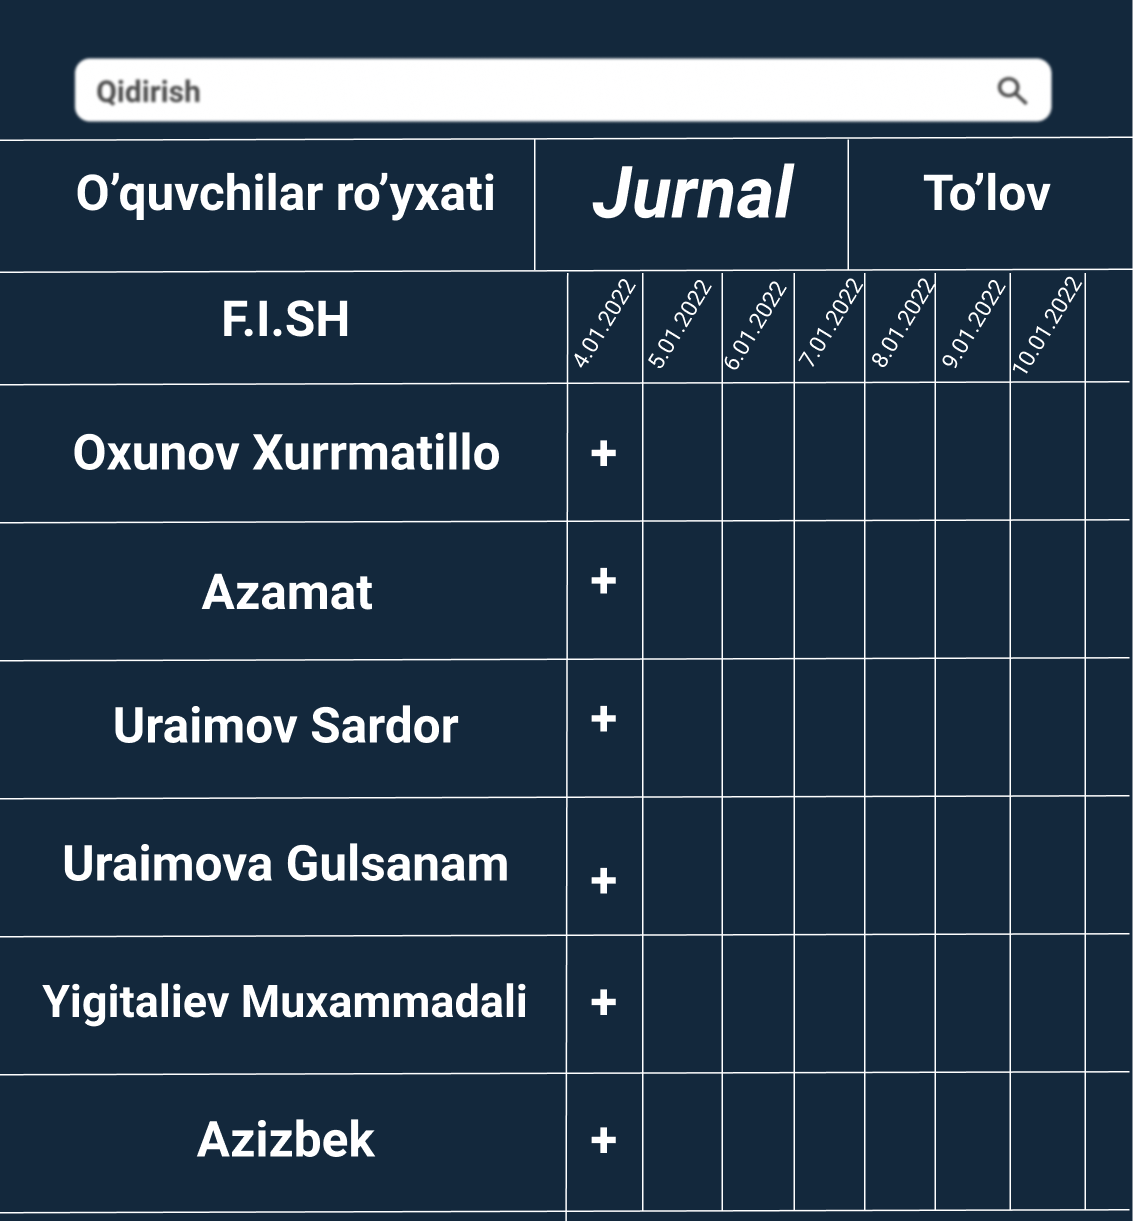 Qidirish
O’quvchilar ro’yxati Jurnal To’lov
F.I.SH 4.01.2022 5.01.2022 6.01.2022 7.01.2022 8.01.2022 9.01.2022 10.01.2022
Oxunov Xurrmatillo +
Azamat +
Uraimov Sardor +
Uraimova Gulsanam +
Yigitaliev Muxammadali +
Azizbek +